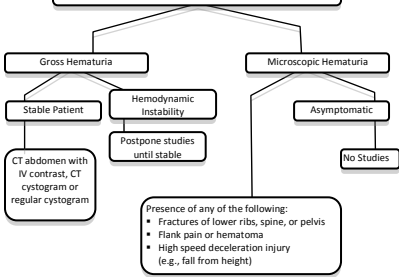 Gross Hematuria
Microscopic Hematuria
Stable Patient
Hemodynamic
Instability
Asymptomatic
Postpone studies
until stable
CT abdomen with
IV contrast, CT
cystogram or
regular cystogram
No Studies
Presence of any of the following:
▪ Fractures of lower ribs, spine, or pelvis
▪ Flank pain or hematoma
▪ High speed deceleration injury
(e.g., fall from height)